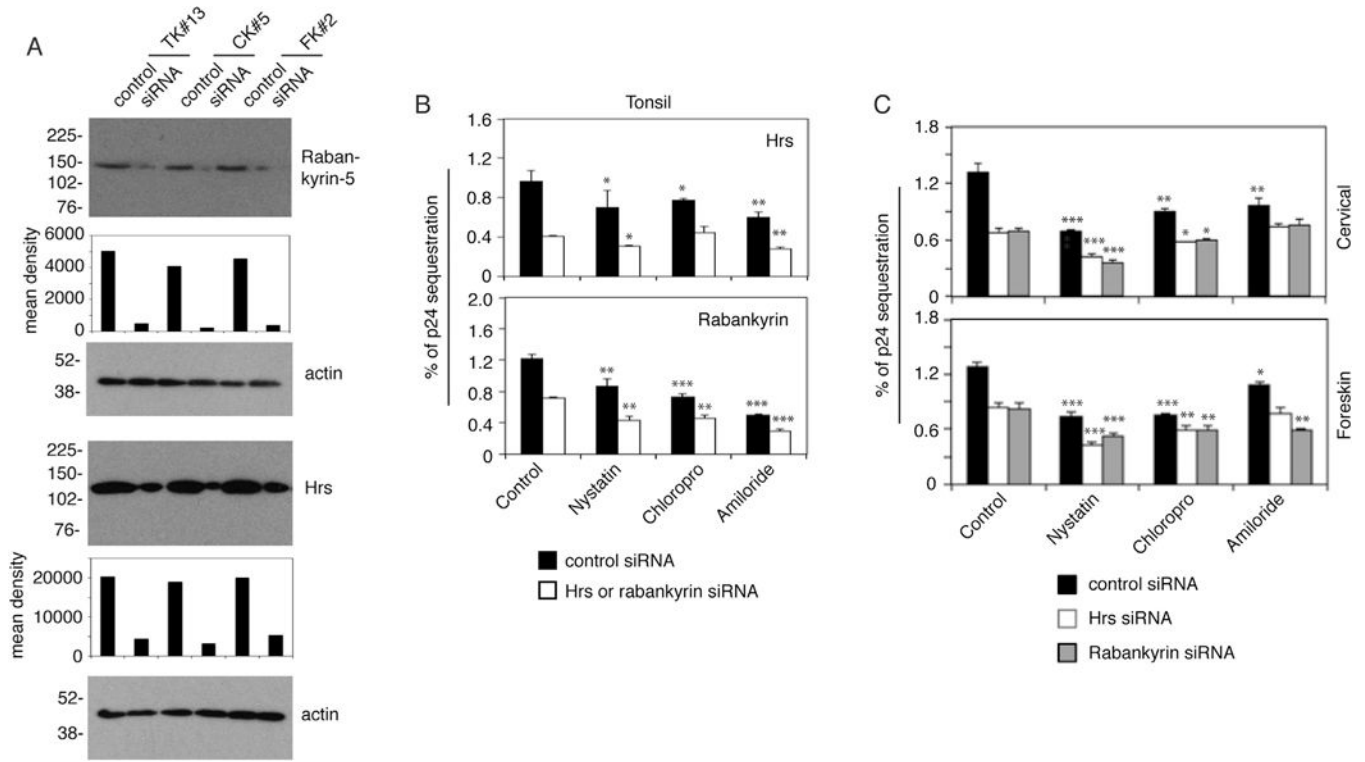 A
TK#13
CK#5
FK#2
control
siRNA
control
siRNA
control
siRNA
225-
150-
102-
76-
Raban-
kyrin-5
mean density
6000
4000
2000
0
52-
38-
actin
225-
150-
102-
76-
Hrs
mean density
20000
10000
0
52-
38-
actin
B
Tonsil
% of p24 sequestration
1.6
1.2
0.8
0.4
0
Hrs
* * ** * **
2.0
1.6
1.2
0.8
0.4
0
Rabankyrin
** ** *** ** *** ***
Control
Nystatin
Chloropro
Amiloride
control siRNA
Hrs or rabankyrin siRNA
C
% of p24 sequestration
1.8
1.2
0.6
0
Cervical
*** *** *** ** * * **
1.8
1.2
0.6
0
Foreskin
*** *** *** *** ** ** * **
Control
Nystatin
Chloropro
Amiloride
control siRNA
Hrs siRNA
Rabankyrin siRNA